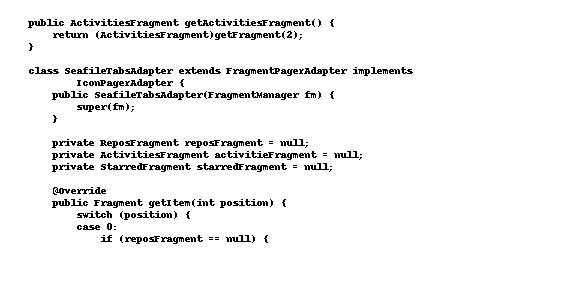 public ActivitiesFragment getActivitiesFragment() {
    return (ActivitiesFragment)getFragment(2);
}

class SeafileTabsAdapter extends FragmentPagerAdapter implements
        IconPagerAdapter {
    public SeafileTabsAdapter(FragmentManager fm) {
        super(fm);
    }

    private ReposFragment reposFragment = null;
    private ActivitiesFragment activitieFragment = null;
    private StarredFragment starredFragment = null;

    @Override
    public Fragment getItem(int position) {
        switch (position) {
        case 0:
            if (reposFragment == null) {